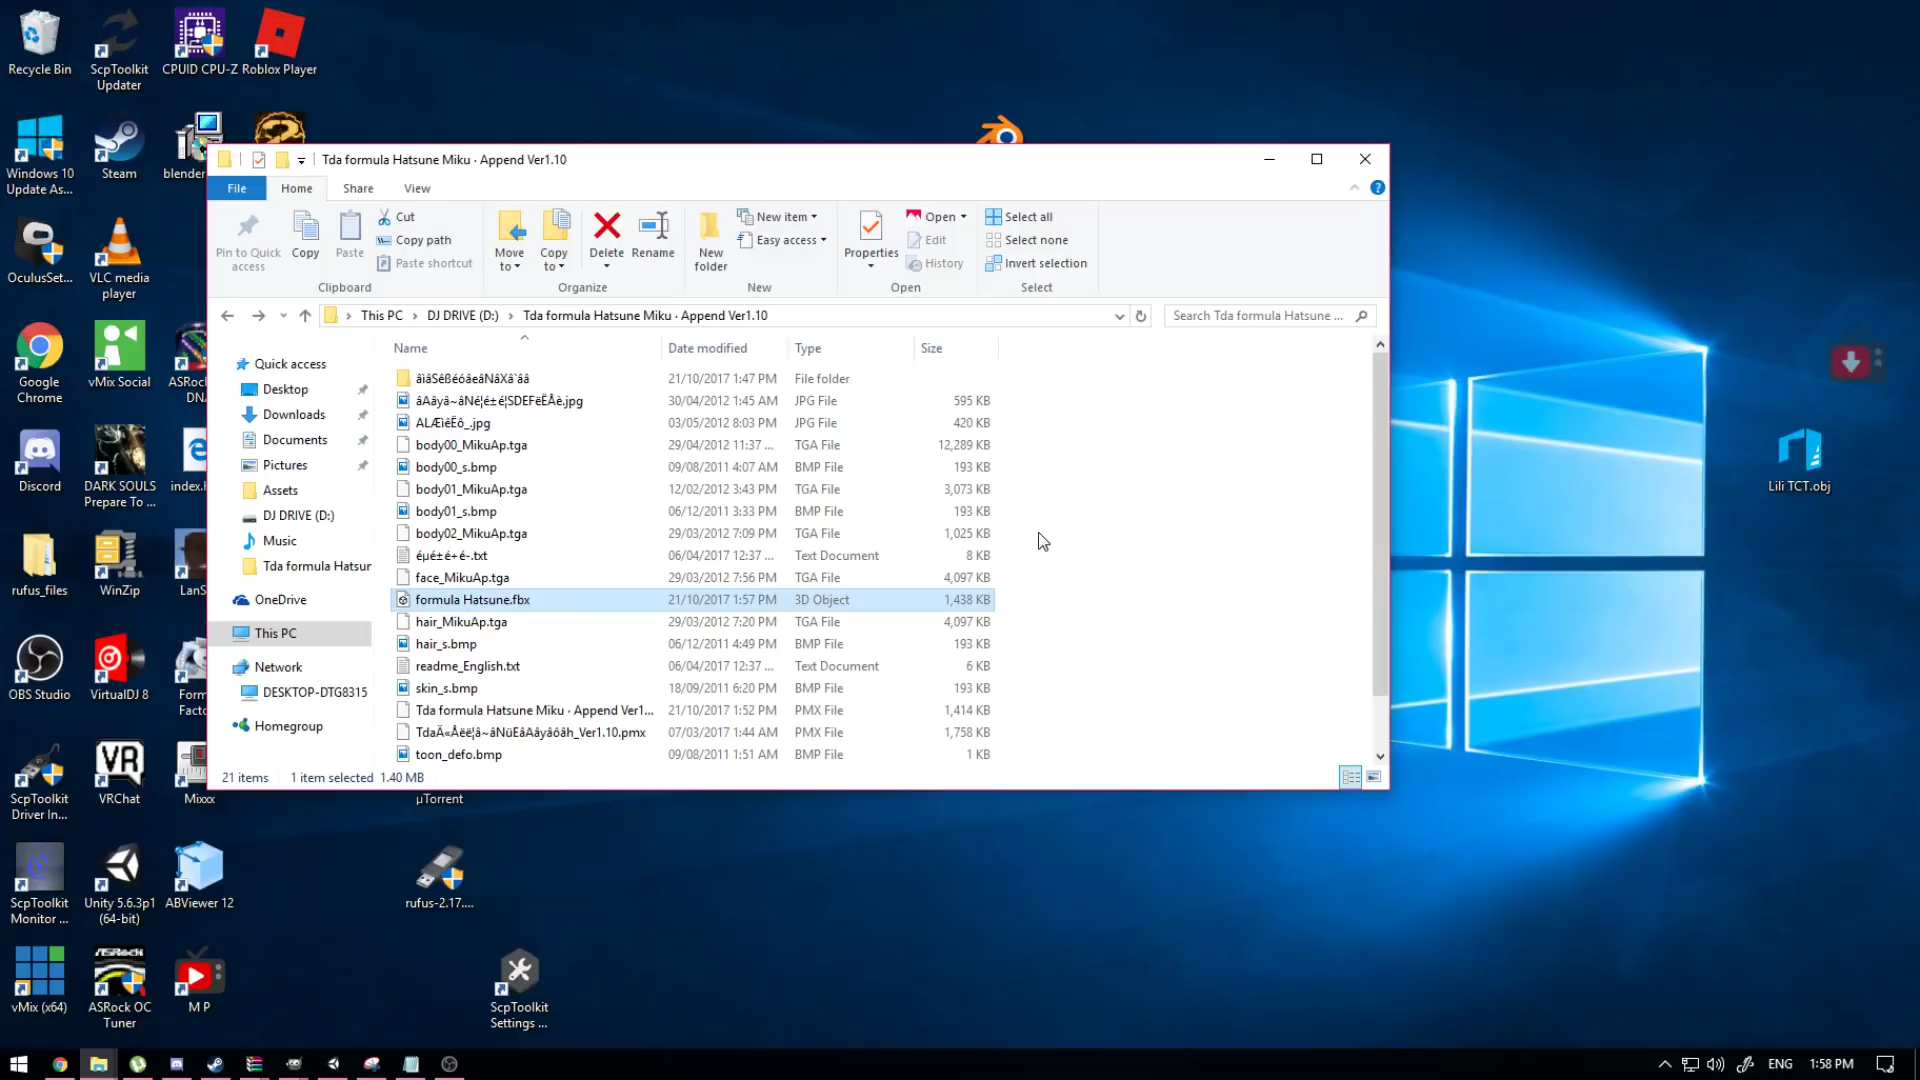 Recycle Bin
ScpToolkit
Updater
CPUID CPU-Z
Roblox Player
Windows 10
Update As...
Steam
blender
OculusSet...
VLC media
player
Google
Chrome
vMix Social
ASRoc
DNA
Discord
DARK SOULS
Prepare To ...
index.
rufus_files
WinZip
LanS
OBS Studio
VirtualDJ 8
Form
Facto
ScpToolkit
Driver In...
VRChat
Mixxx
µTorrent
ScpToolkit
Monitor ...
Unity 5.6.3p1
(64-bit)
ABViewer 12
rufus-2.17....
vMix (x64)
ASRock OC
Tuner
M P
ScpToolkit
Settings ...
Lili TCT.obj
Tda formula Hatsune Miku · Append Ver1.10
File
Home
Share
View
Pin to Quick
access
Copy
Paste
Cut
Copy path
Paste shortcut
Clipboard
Move
to
Copy
to
Delete
Rename
Organize
New
folder
New item
Easy access
New
Properties
Open
Edit
History
Open
Select all
Select none
Invert selection
Select
This PC
DJ DRIVE (D:)
Tda formula Hatsune Miku · Append Ver1.10
Search Tda formula Hatsune ...
Quick access
Desktop
Downloads
Documents
Pictures
Assets
DJ DRIVE (D:)
Music
Tda formula Hatsur
OneDrive
This PC
Network
DESKTOP-DTG8315
Homegroup
Name Date modified Type Size
21/10/2017 1:47 PM File folder
30/04/2012 1:45 AM JPG File 595 KB
03/05/2012 8:03 PM JPG File 420 KB
body00_MikuAp.tga 29/04/2012 11:37 ... TGA File 12,289 KB
body00_s.bmp 09/08/2011 4:07 AM BMP File 193 KB
body01_MikuAp.tga 12/02/2012 3:43 PM TGA File 3,073 KB
body01_s.bmp 06/12/2011 3:33 PM BMP File 193 KB
body02_MikuAp.tga 29/03/2012 7:09 PM TGA File 1,025 KB
éµé±é+é-.txt 06/04/2017 12:37 ... Text Document 8 KB
face_MikuAp.tga 29/03/2012 7:56 PM TGA File 4,097 KB
formula Hatsune.fbx 21/10/2017 1:57 PM 3D Object 1,438 KB
hair_MikuAp.tga 29/03/2012 7:20 PM TGA File 4,097 KB
hair_s.bmp 06/12/2011 4:49 PM BMP File 193 KB
readme_English.txt 06/04/2017 12:37 ... Text Document 6 KB
skin_s.bmp 18/09/2011 6:20 PM BMP File 193 KB
Tda formula Hatsune Miku · Append Ver1... 21/10/2017 1:52 PM PMX File 1,414 KB
07/03/2017 1:44 AM PMX File 1,758 KB
toon_defo.bmp 09/08/2011 1:51 AM BMP File 1 KB
21 items 1 item selected 1.40 MB
ENG
1:58 PM